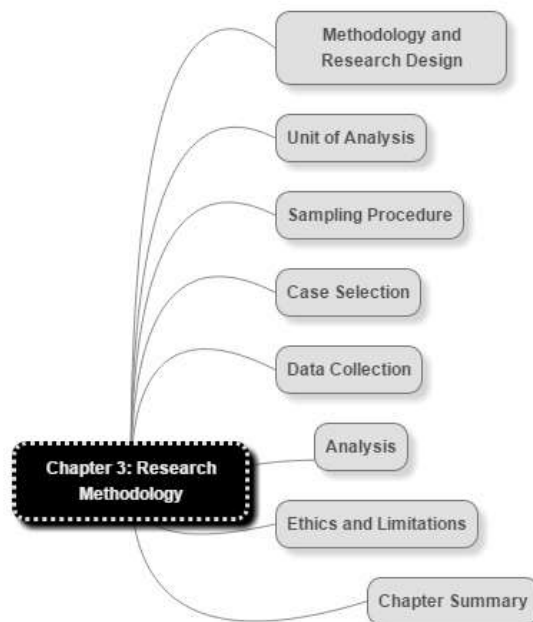 Methodology and
Research Design
Unit of Analysis
Sampling Procedure
Case Selection
Data Collection
Analysis
Chapter 3: Research
Methodology
Ethics and Limitations
Chapter Summary